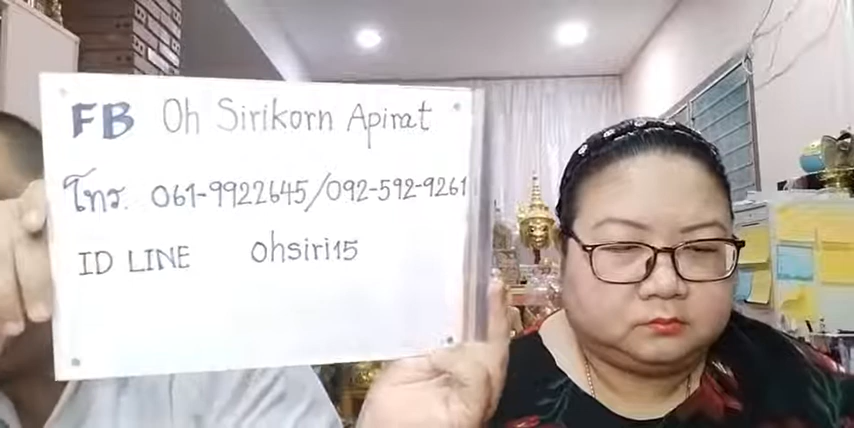 FB Oh Sirikorn Apirat
โทร. 061-9922645/092-592-9261
ID LINE ohsiri15